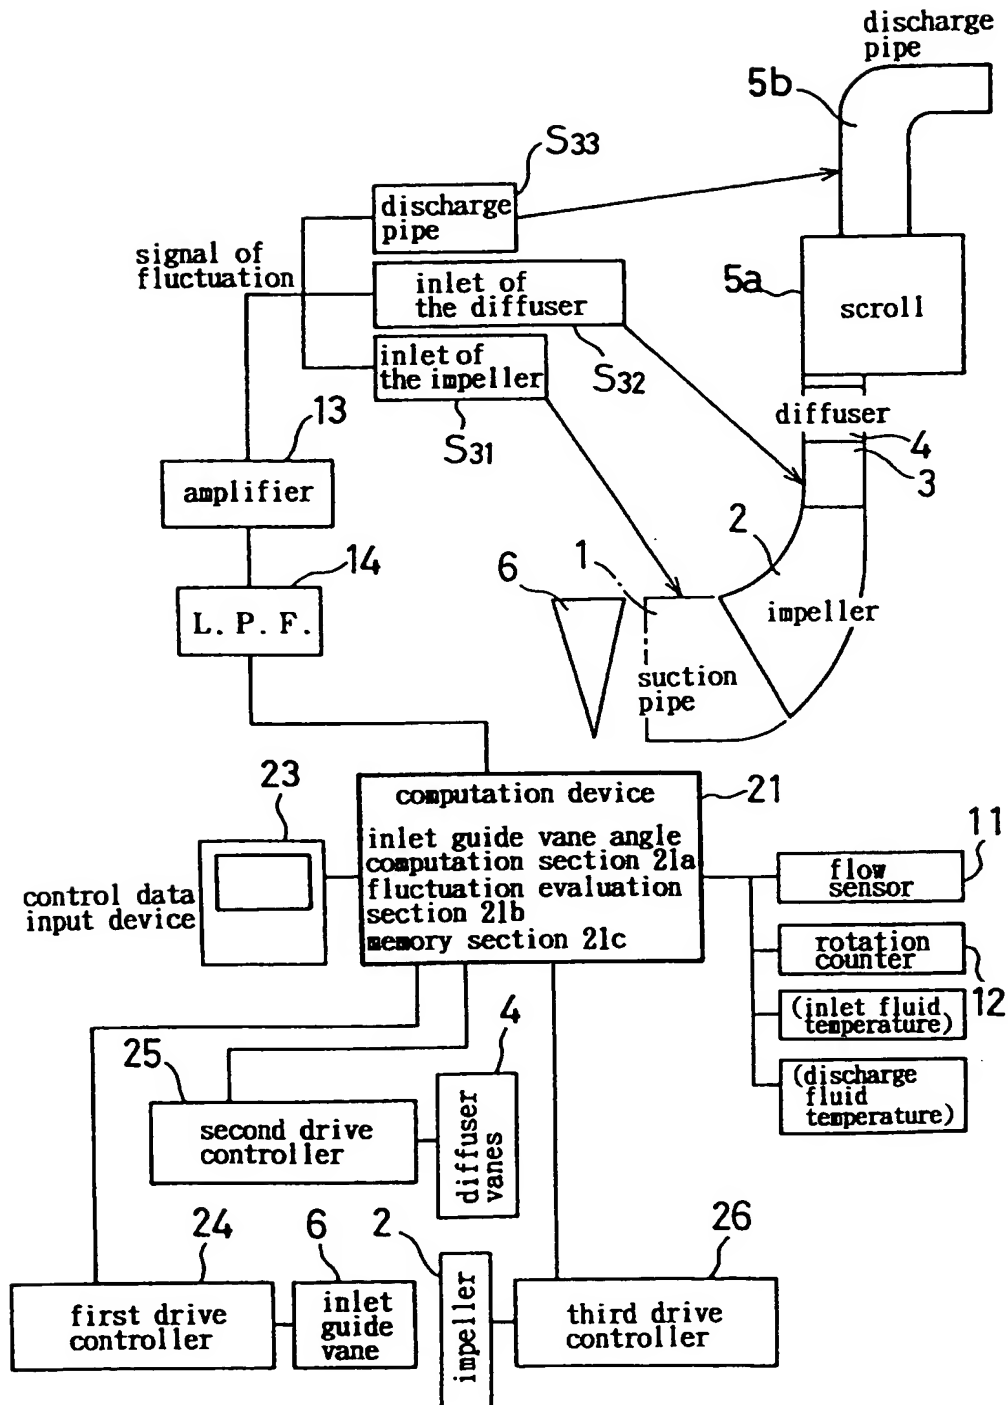 discharge
pipe
5b
S33
discharge
pipe
signal of
fluctuation
5a
inlet of
the diffuser
scroll
inlet of
the impeller
S32
13
S31
diffuser
4
3
amplifier
2
14
1
6
L. P. F.
impeller
suction
pipe
23
computation device
21
inlet guide vane angle
computation section 21a
fluctuation evaluation
section 21b
memory section 21c
11
flow
sensor
control data
input device
rotation
counter
12
(inlet fluid
temperature)
4
25
(discharge
fluid
temperature)
second drive
controller
diffuser
vanes
24
6
2
26
first drive
controller
inlet
guide
vane
impeller
third drive
controller